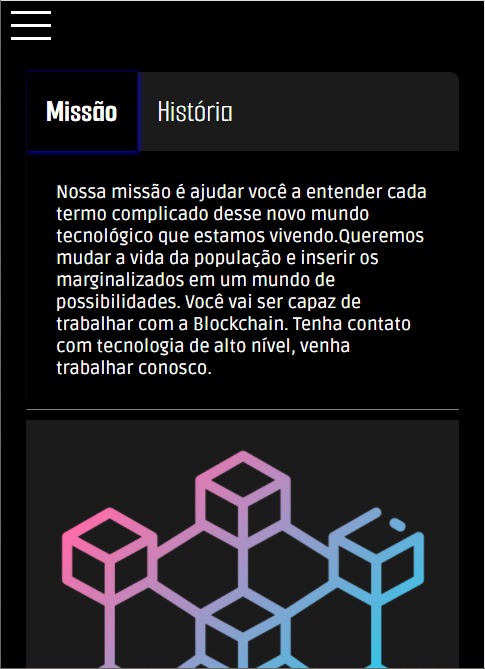 Missão História
Nossa missão é ajudar você a entender cada
termo complicado desse novo mundo
tecnológico que estamos vivendo.Queremos
mudar a vida da população e inserir os
marginalizados em um mundo de
possibilidades. Você vai ser capaz de
trabalhar com a Blockchain. Tenha contato
com tecnologia de alto nível, venha
trabalhar conosco.